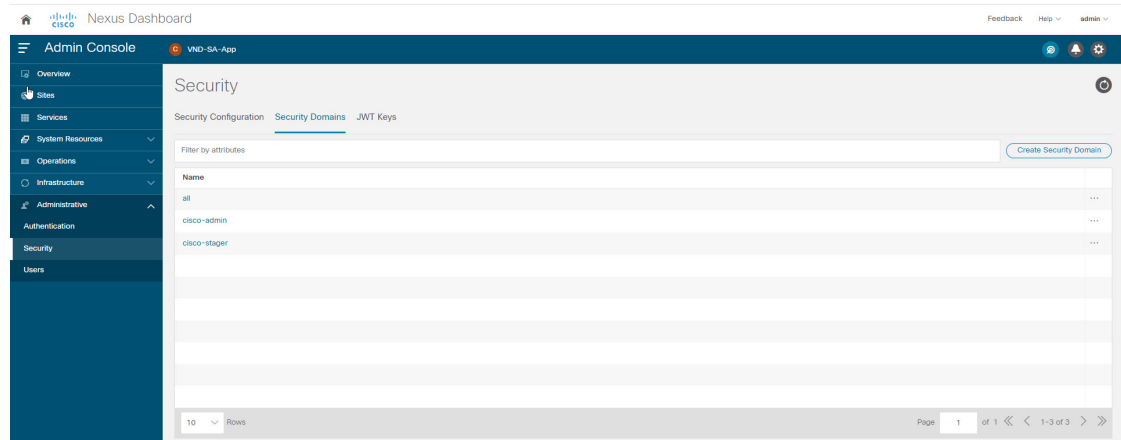 CISCO Nexus Dashboard Feedback Help admin
Admin Console C VND-SA-App
Overview
Sites
Services
System Resources
Operations
Infrastructure
Administrative
Authentication
Security
Users
Security
Security Configuration Security Domains JWT Keys
Filter by attributes Create Security Domain
Name
all ...
cisco-admin ...
cisco-stager ...
10 Rows Page 1 of 1 1-3 of 3